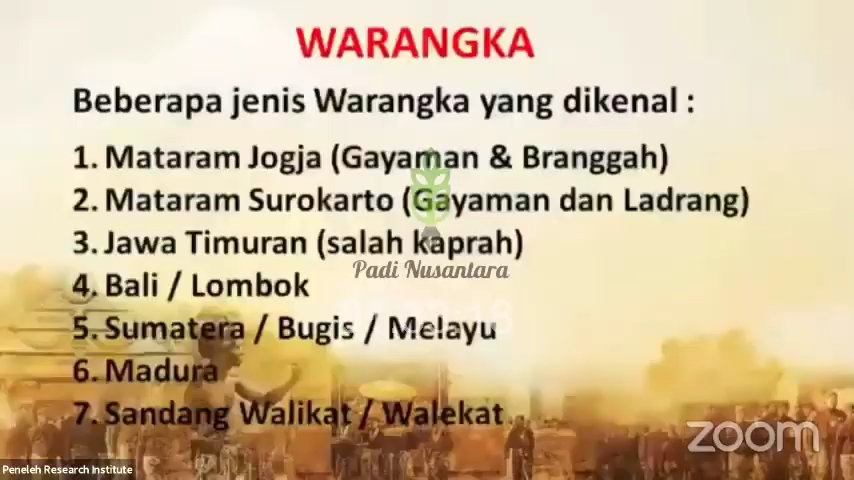 WARANGKA
Beberapa jenis Warangka yang dikenal :
1. Mataram Jogja (Gayaman & Branggah)
2. Mataram Surokarto (Gayaman dan Ladrang)
3. Jawa Timuran (salah kaprah)
Padi Nusantara
4. Bali / Lombok
5. Sumatera / Bugis / Melayu
6. Madura
7. Sandang Walikat / Walekat
zoom
Peneleh Research Institute